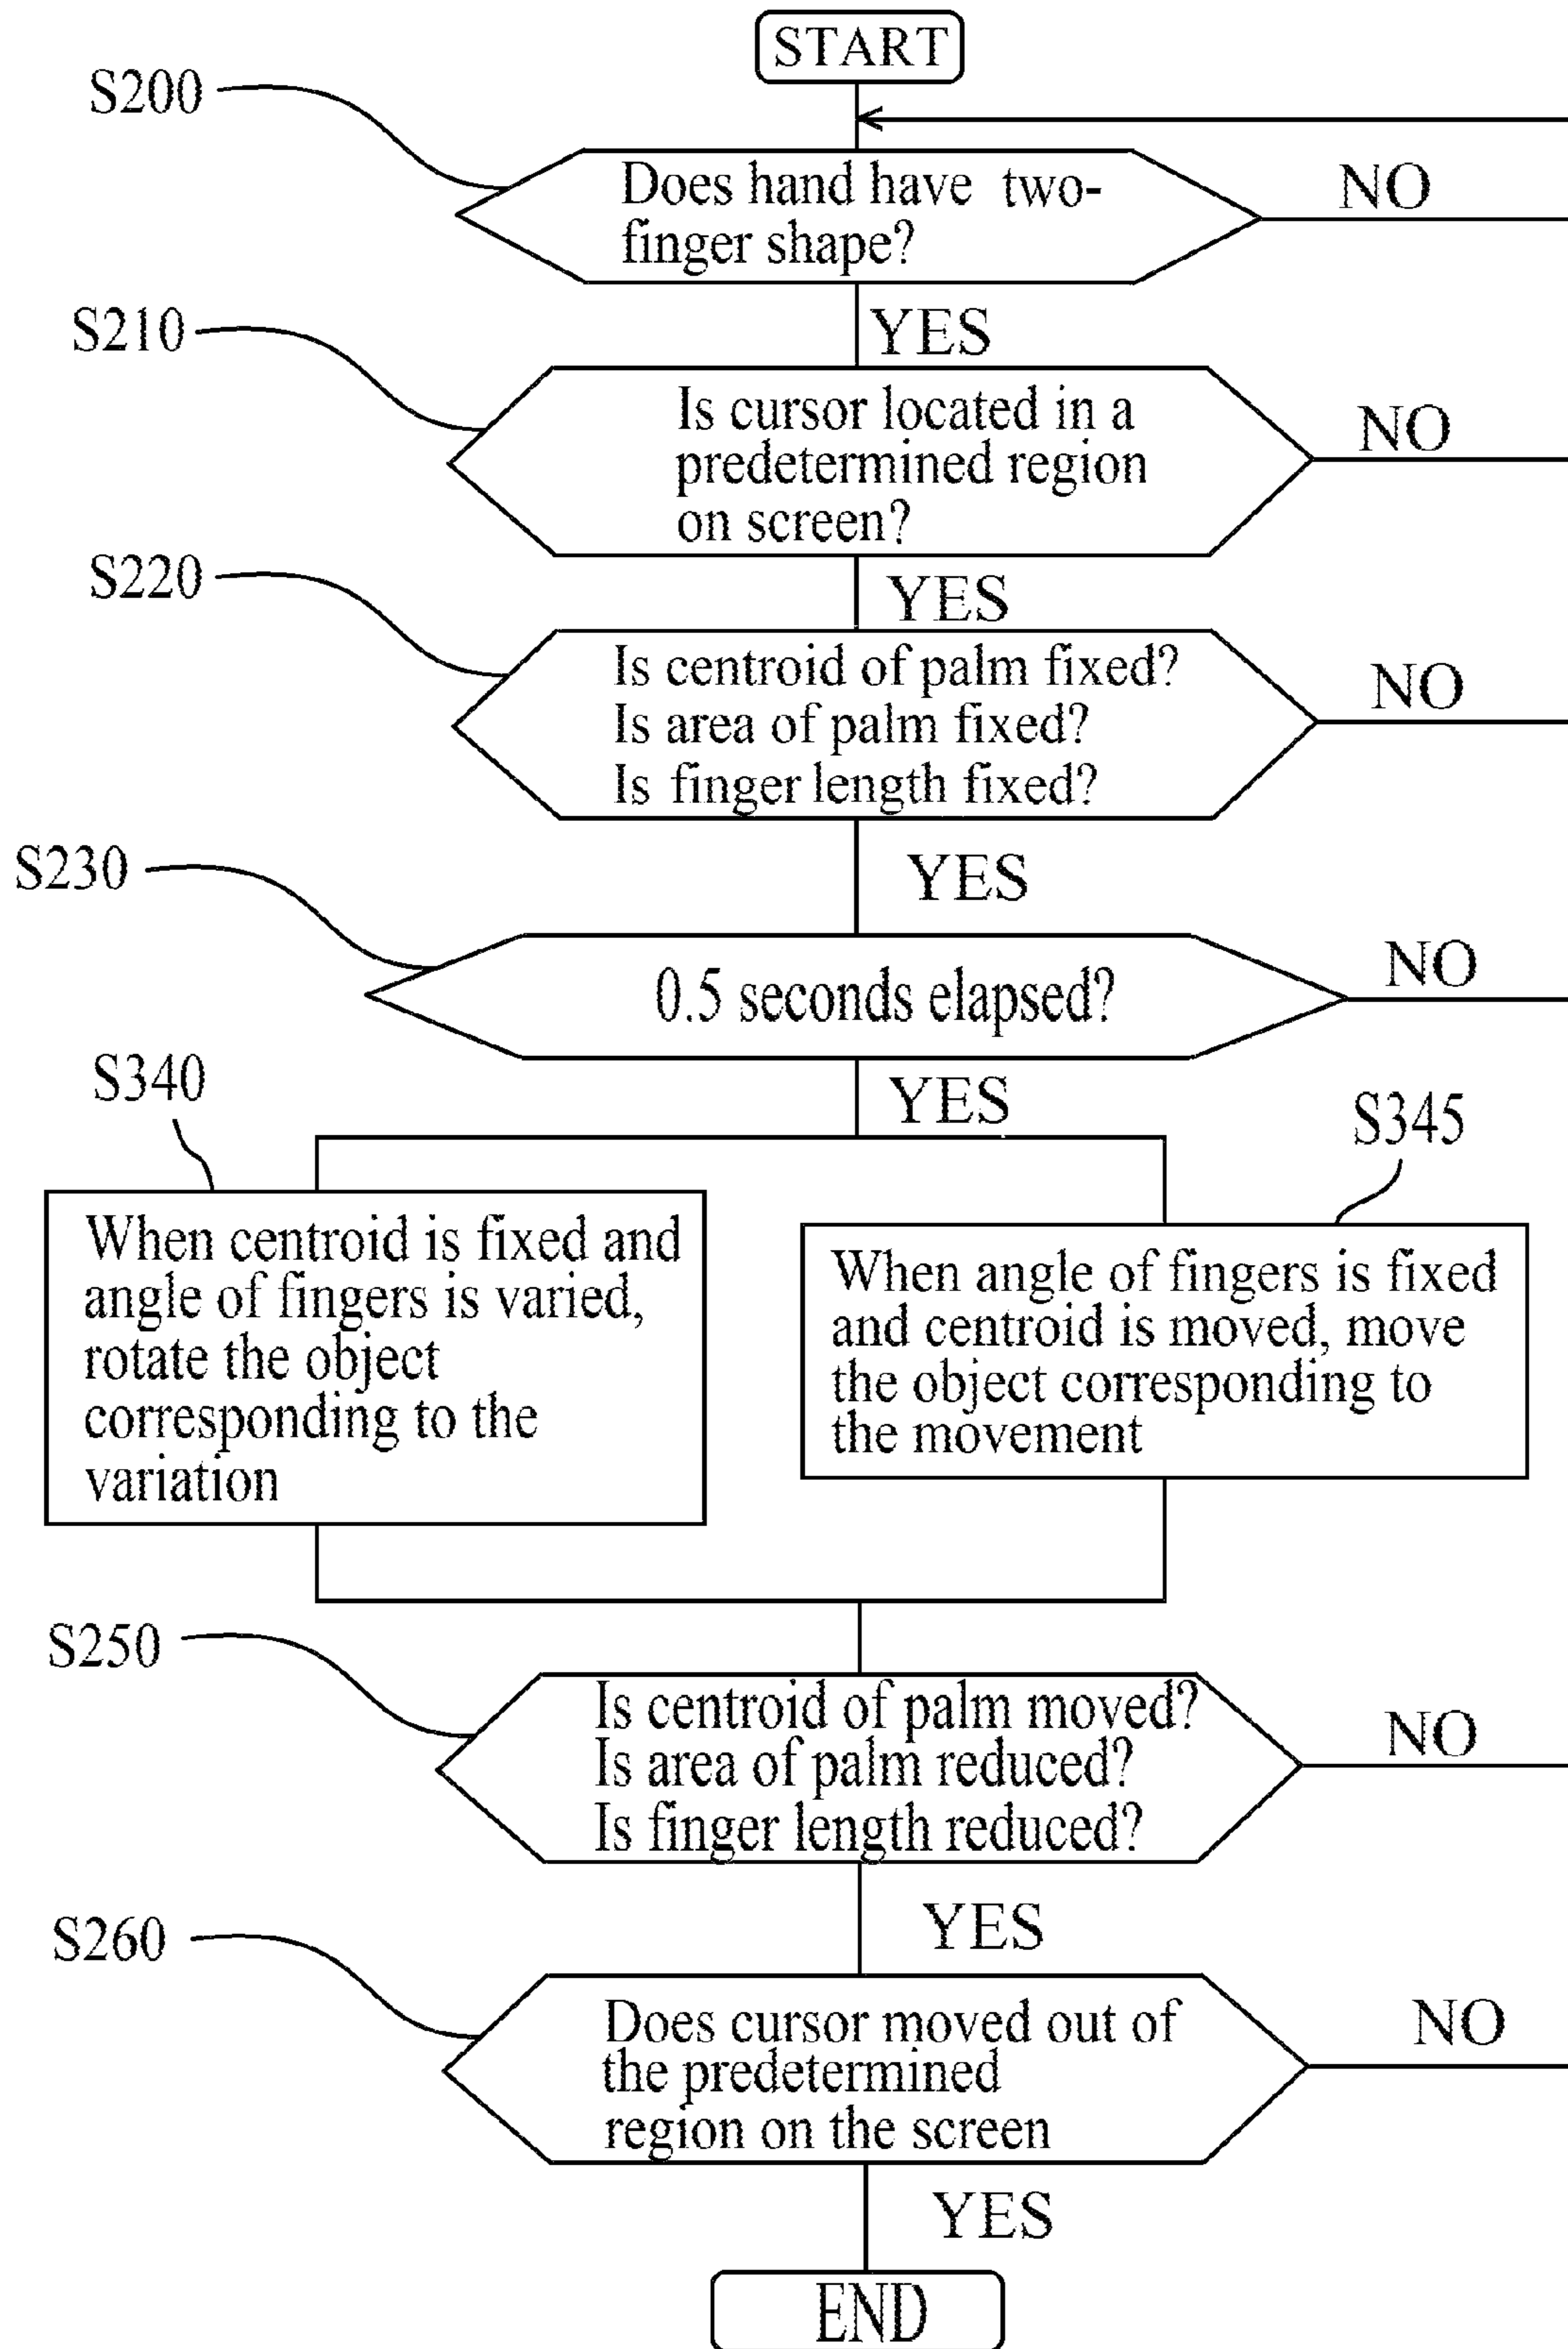 START
S200
Does hand have two-
finger shape?
NO
YES
S210
Is cursor located in a
predetermined region
on screen?
NO
YES
S220
Is centroid of palm fixed?
Is area of palm fixed?
Is finger length fixed?
NO
YES
S230
0.5 seconds elapsed?
NO
YES
S340
When centroid is fixed and
angle of fingers is varied,
rotate the object
corresponding to the
variation
S345
When angle of fingers is fixed
and centroid is moved, move
the object corresponding to
the movement
S250
Is centroid of palm moved?
Is area of palm reduced?
Is finger length reduced?
NO
YES
S260
Does cursor moved out of
the predetermined
region on the screen
NO
YES
END